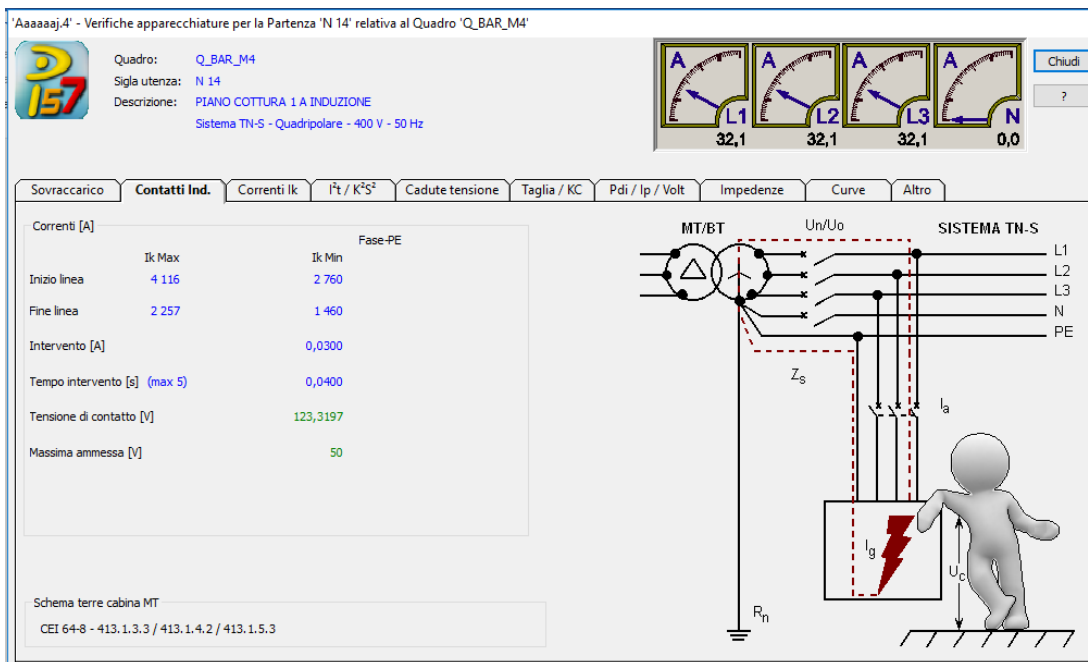 'Aaaaaaj.4' - Verifiche apparecchiature per la Partenza 'N 14' relativa al Quadro 'Q_BAR_M4'
Quadro: Q_BAR_M4
Sigla utenza: N 14
Descrizione: PIANO COTTURA 1 A INDUZIONE
Sistema TN-S - Quadripolare - 400 V - 50 Hz
A A A A
L1 L2 L3 N
32,1 32,1 32,1 0,0
Chiudi
?
Sovraccarico Contatti Ind. Correnti Ik I²t / K²S² Cadute tensione Taglia / KC Pdi / Ip / Volt Impedenze Curve Altro
Correnti [A]
Fase-PE
Ik Max Ik Min
Inizio linea 4 116 2 760
Fine linea 2 257 1 460
Intervento [A] 0,0300
Tempo intervento [s] (max 5) 0,0400
Tensione di contatto [V] 123,3197
Massima ammessa [V] 50
Schema terre cabina MT
CEI 64-8 - 413.1.3.3 / 413.1.4.2 / 413.1.5.3
MT/BT Un/Uo SISTEMA TN-S
L1
L2
L3
N
PE
Zs
Ia
Ig
Uc
Rn